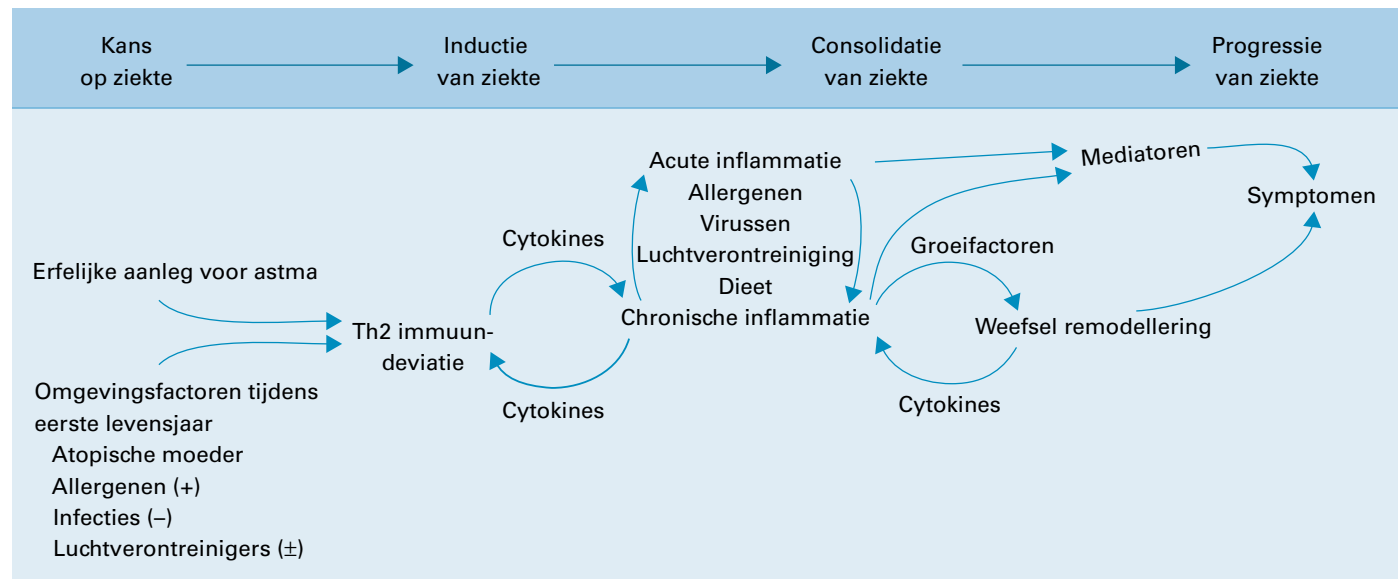 Kans
op ziekte
Inductie
van ziekte
Consolidatie
van ziekte
Progressie
van ziekte
Erfelijke aanleg voor astma
Omgevingsfactoren tijdens
eerste levensjaar
Atopische moeder
Allergenen (+)
Infecties (–)
Luchtverontreinigers (±)
Th2 immuun-
deviatie
Cytokines
Cytokines
Acute inflammatie
Allergenen
Virussen
Luchtverontreiniging
Dieet
Chronische inflammatie
Groeifactoren
Weefsel remodellering
Cytokines
Mediatoren
Symptomen